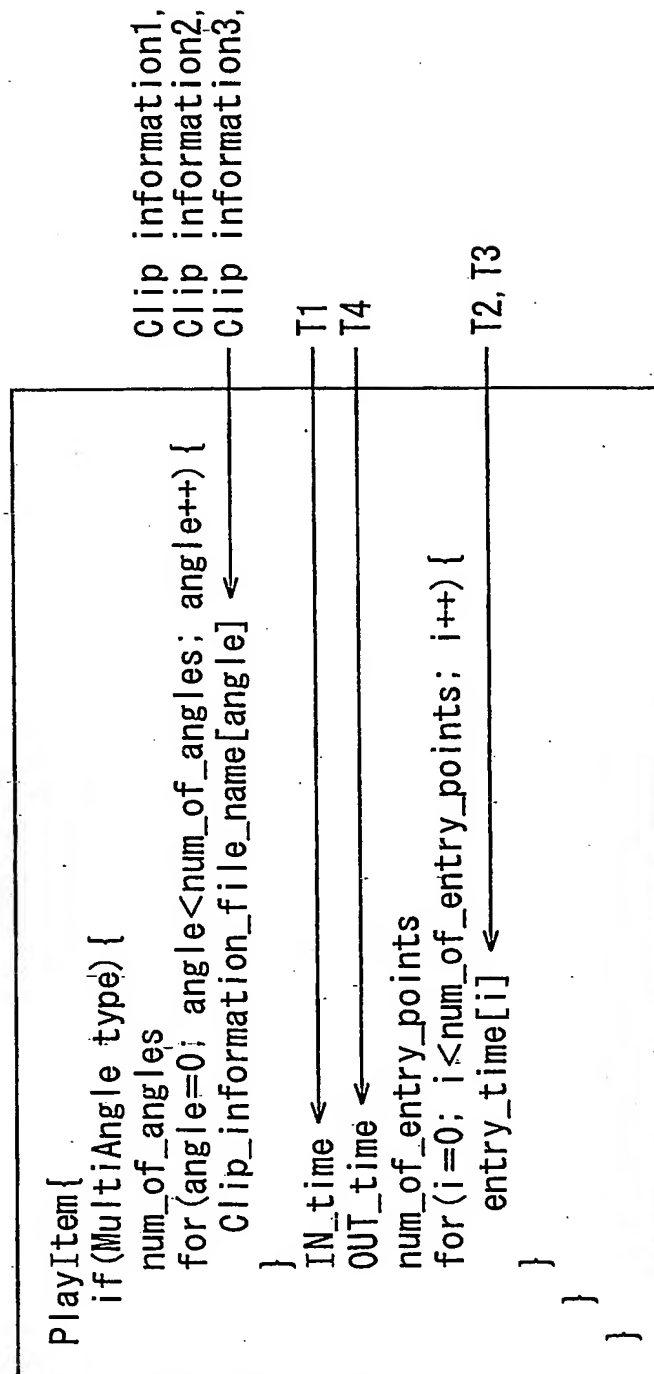 PlayItem{
if(MultiAngle type){
num_of_angles
for(angle=0; angle<num_of_angles; angle++){
Clip_information_file_name[angle]
}
IN_time
OUT_time
num_of_entry_points
for(i=0; i<num_of_entry_points; i++){
entry_time[i]
}
}
}
Clip information1,
Clip information2,
Clip information3,
T1
T4
T2, T3